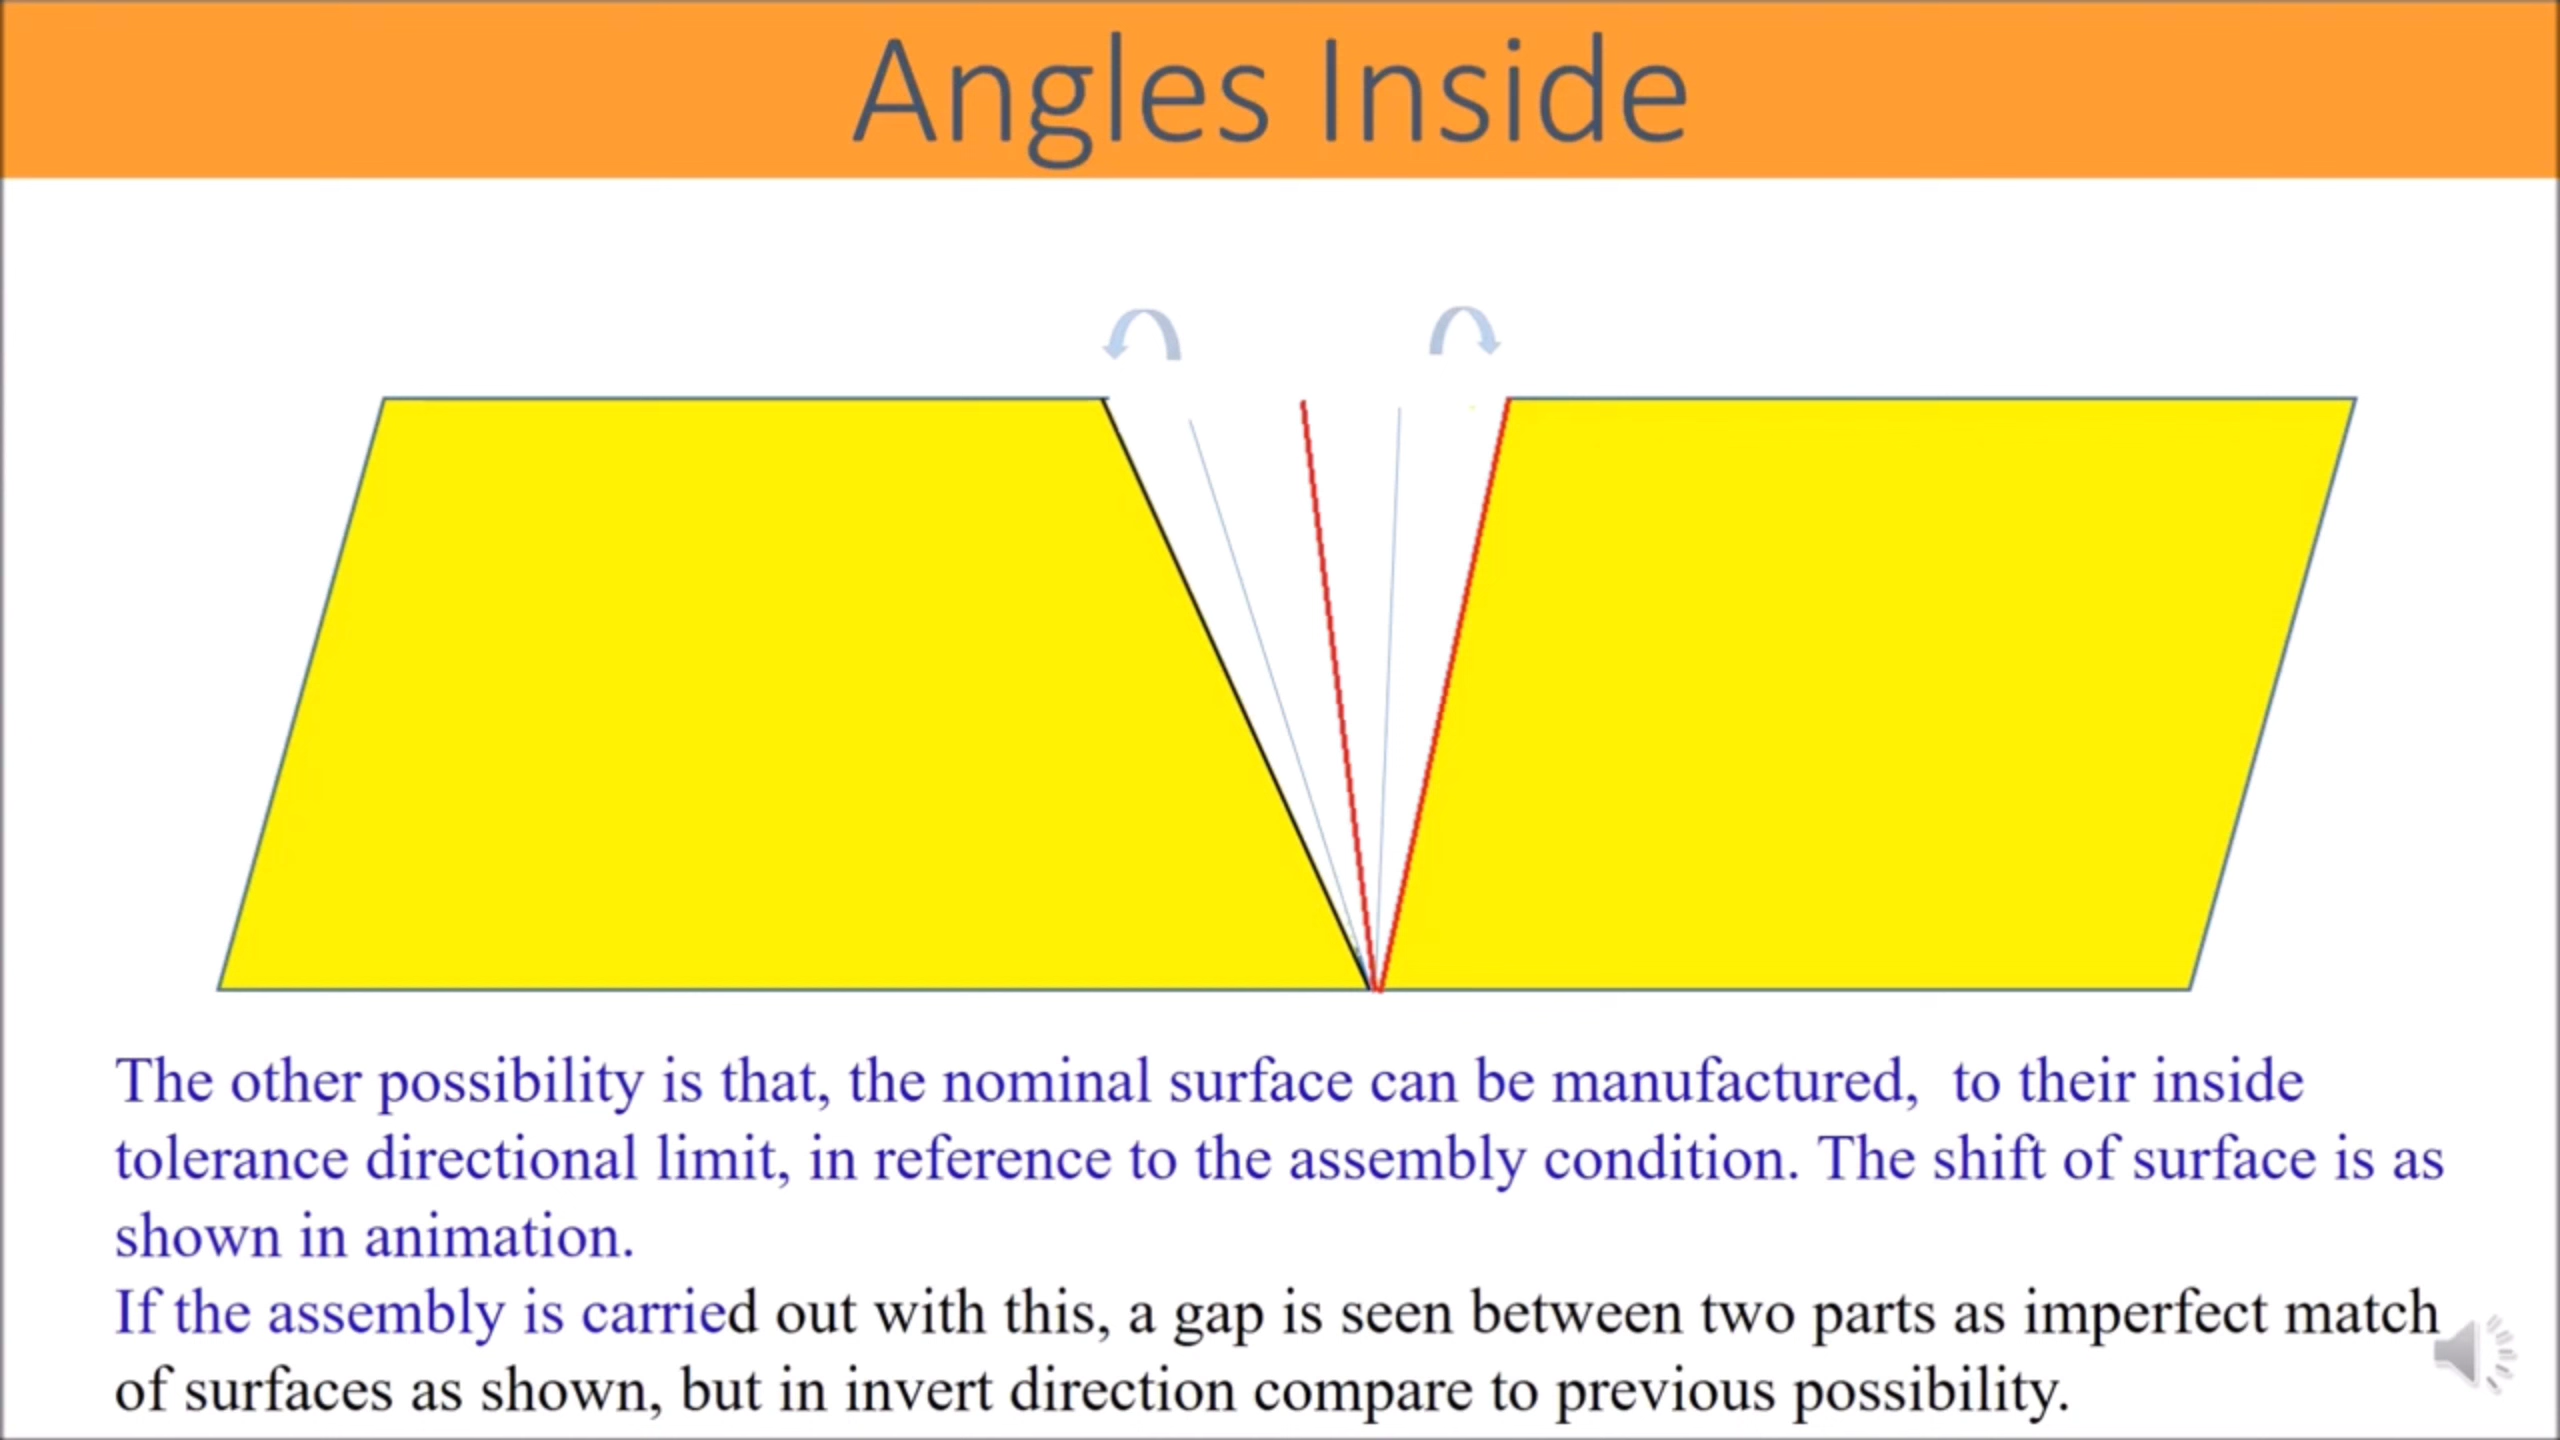 Angles Inside
The other possibility is that, the nominal surface can be manufactured,  to their inside
tolerance directional limit, in reference to the assembly condition. The shift of surface is as
shown in animation.
If the assembly is carried out with this, a gap is seen between two parts as imperfect match
of surfaces as shown, but in invert direction compare to previous possibility.